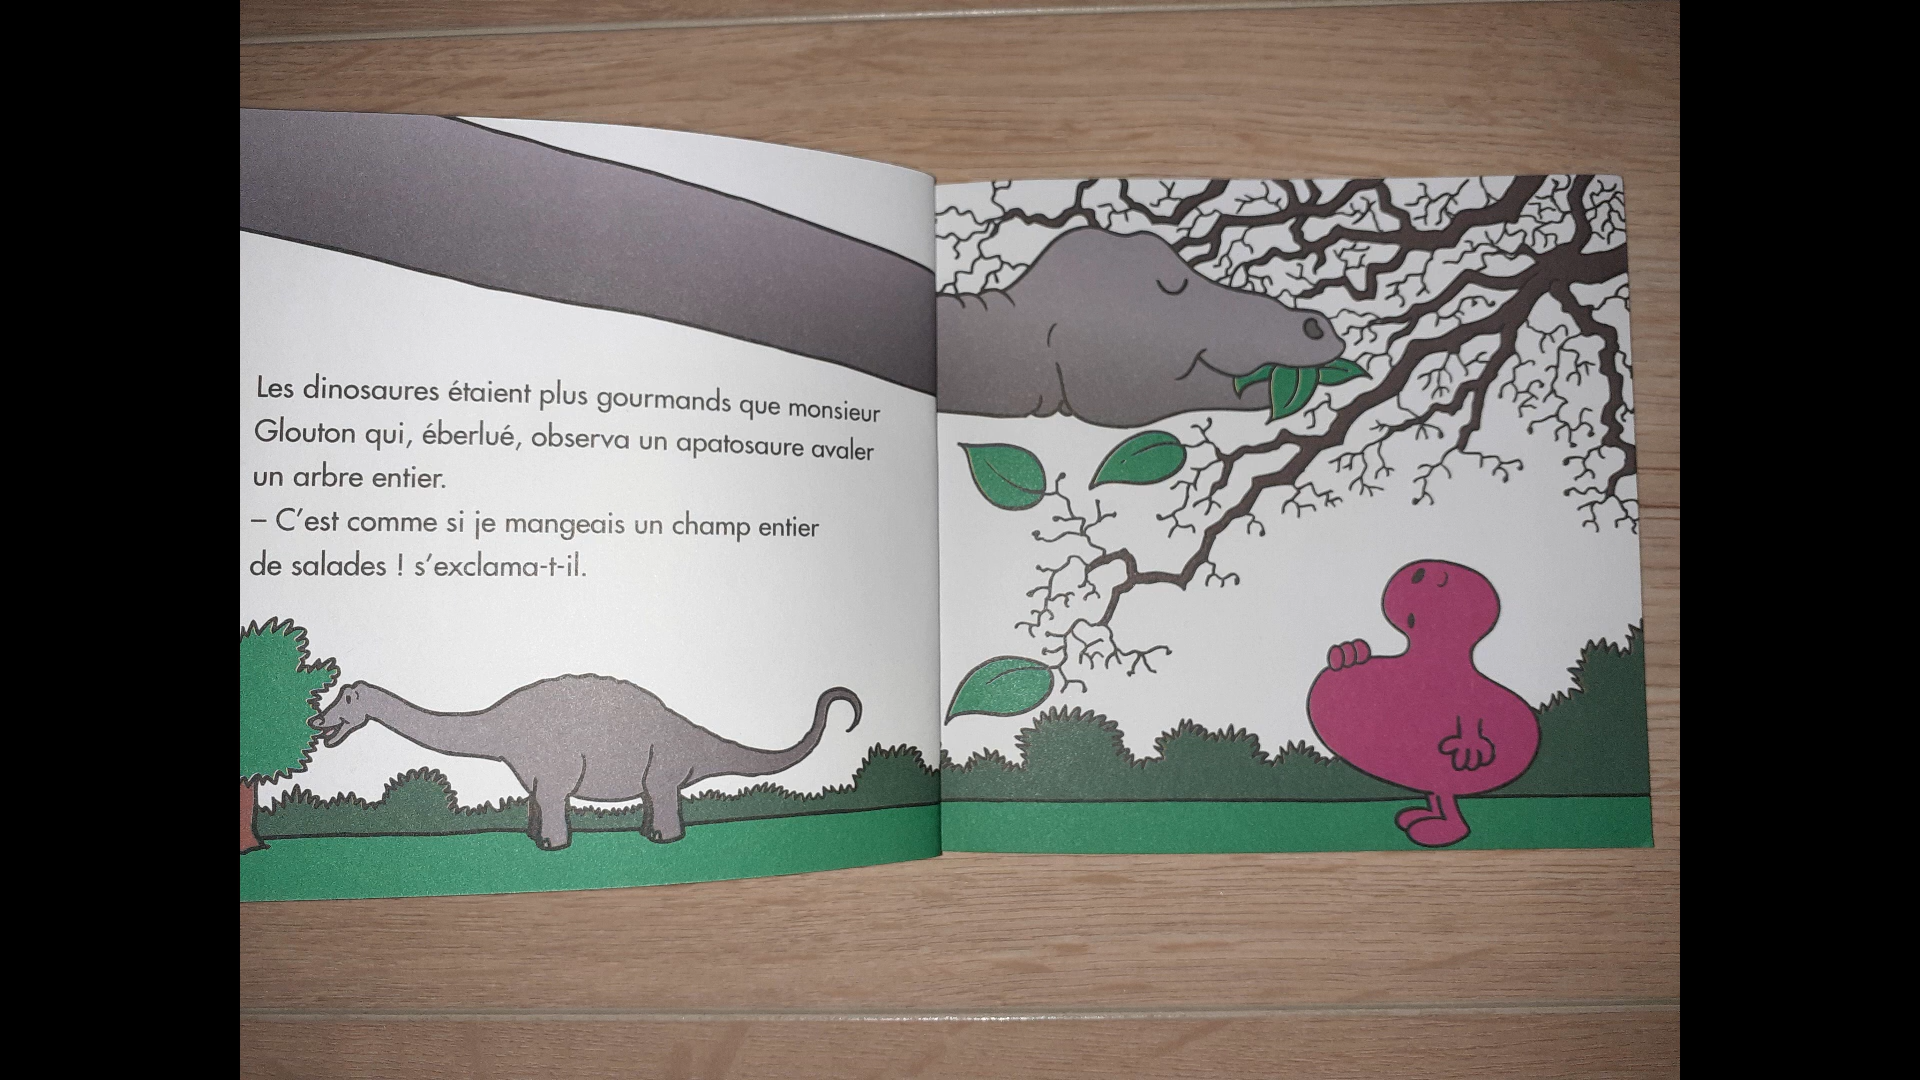 Les dinosaures étaient plus gourmands que monsieur
Glouton qui, éberlué, observa un apatosaure avaler
un arbre entier.
– C’est comme si je mangeais un champ entier
de salades ! s’exclama-t-il.